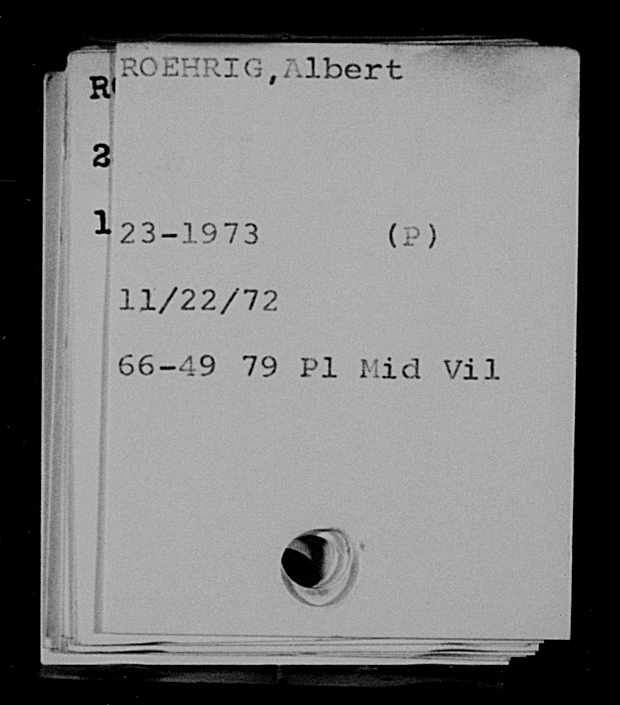 ROEHRIG,Albert
23-1973 (P)
11/22/72
66-49 79 Pl Mid Vil